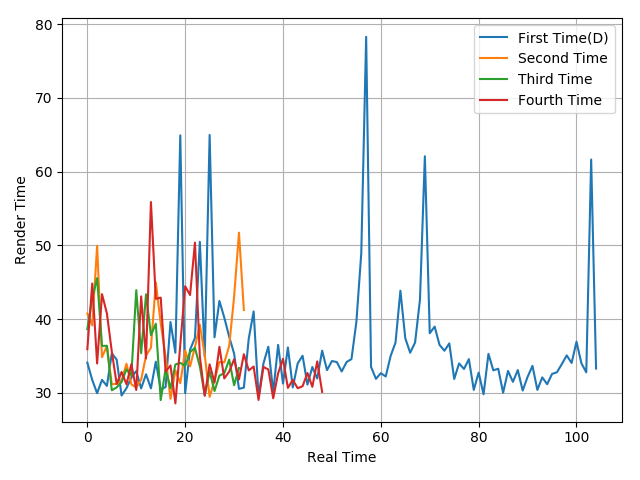 First Time(D)
Second Time
Third Time
Fourth Time
80
70
60
50
40
30
Render Time
0
20
40
60
80
100
Real Time